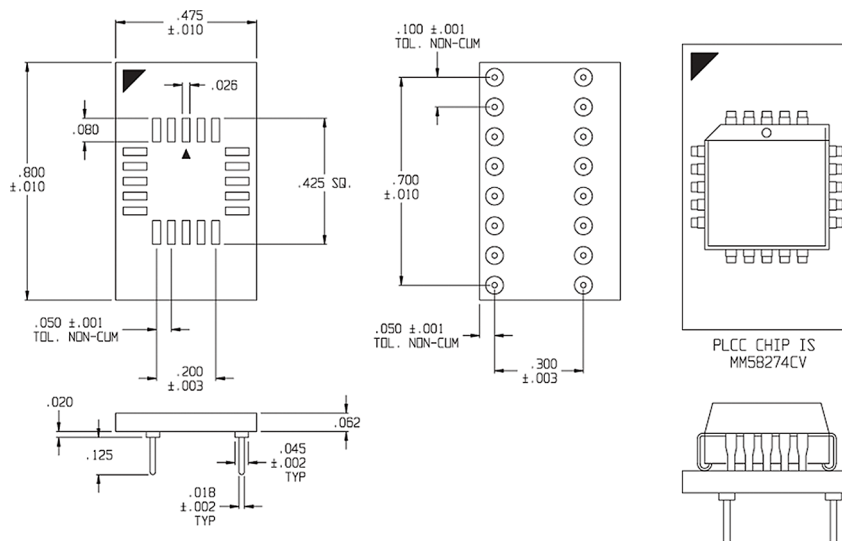 .475
±.010
.026
.080
.800
±.010
.425 SQ.
.050 ±.001
TOL. NON-CUM
.200
±.003
.100 ±.001
TOL. NON-CUM
.700
±.010
.050 ±.001
TOL. NON-CUM
.300
±.003
PLCC CHIP IS
MM58274CV
.020
.062
.125
.045
±.002
TYP
.018
±.002
TYP